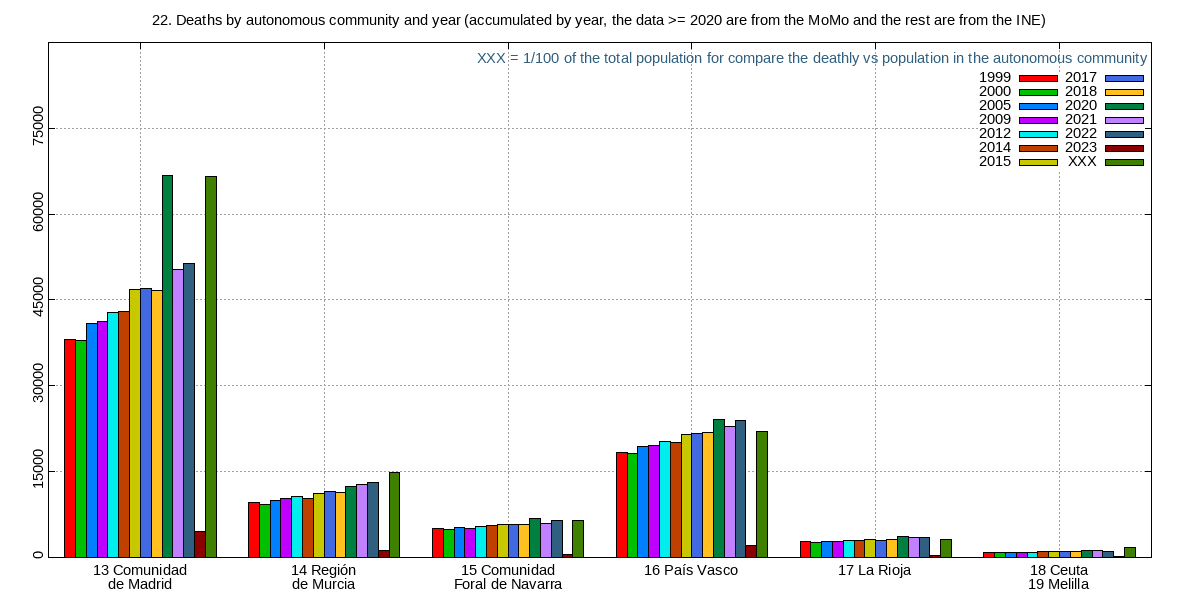 22. Deaths by autonomous community and year (accumulated by year, the data >= 2020 are from the MoMo and the rest are from the INE)
XXX = 1/100 of the total population for compare the deathly vs population in the autonomous community
1999 2017
2000 2018
2005 2020
2009 2021
2012 2022
2014 2023
2015 XXX
75000
60000
45000
30000
15000
0
13 Comunidad
de Madrid
14 Región
de Murcia
15 Comunidad
Foral de Navarra
16 País Vasco
17 La Rioja
18 Ceuta
19 Melilla